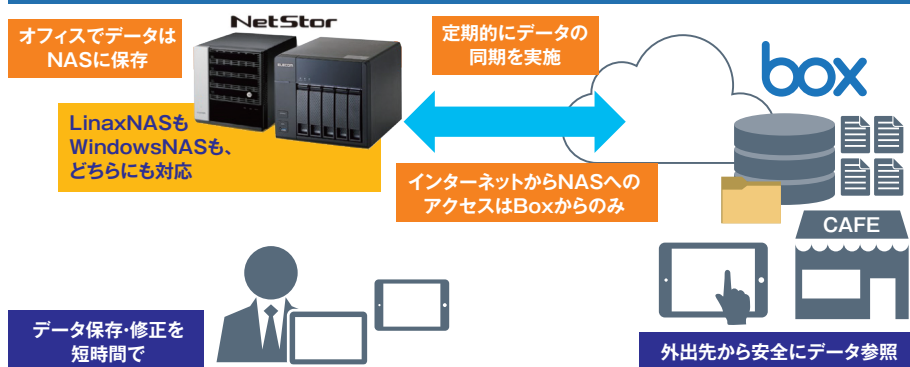 NetStor
オフィスでデータは
NASに保存
LinaxNASも
WindowsNASも、
どちらにも対応
定期的にデータの
同期を実施
box
インターネットからNASへの
アクセスはBoxからのみ
CAFE
データ保存・修正を
短時間で
外出先から安全にデータ参照